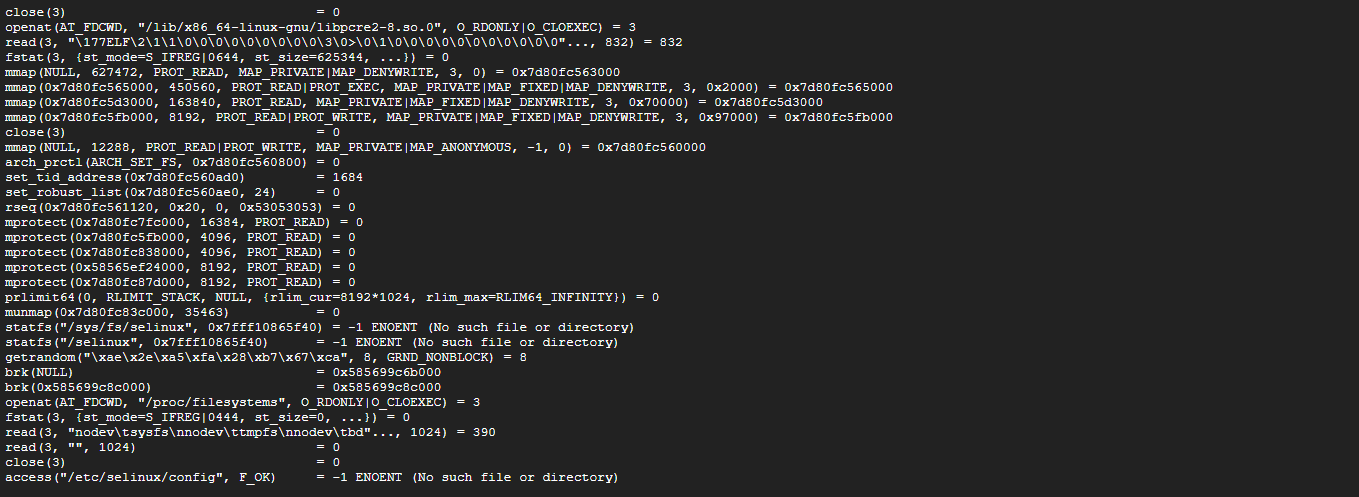 close(3)                                = 0
openat(AT_FDCWD, "/lib/x86_64-linux-gnu/libpcre2-8.so.0", O_RDONLY|O_CLOEXEC) = 3
read(3, "\177ELF\2\1\1\0\0\0\0\0\0\0\0\0\3\0>\0\1\0\0\0\0\0\0\0\0\0\0\0"..., 832) = 832
fstat(3, {st_mode=S_IFREG|0644, st_size=625344, ...}) = 0
mmap(NULL, 627472, PROT_READ, MAP_PRIVATE|MAP_DENYWRITE, 3, 0) = 0x7d80fc563000
mmap(0x7d80fc565000, 450560, PROT_READ|PROT_EXEC, MAP_PRIVATE|MAP_FIXED|MAP_DENYWRITE, 3, 0x2000) = 0x7d80fc565000
mmap(0x7d80fc5d3000, 163840, PROT_READ, MAP_PRIVATE|MAP_FIXED|MAP_DENYWRITE, 3, 0x70000) = 0x7d80fc5d3000
mmap(0x7d80fc5fb000, 8192, PROT_READ|PROT_WRITE, MAP_PRIVATE|MAP_FIXED|MAP_DENYWRITE, 3, 0x97000) = 0x7d80fc5fb000
close(3)                                = 0
mmap(NULL, 12288, PROT_READ|PROT_WRITE, MAP_PRIVATE|MAP_ANONYMOUS, -1, 0) = 0x7d80fc560000
arch_prctl(ARCH_SET_FS, 0x7d80fc560800) = 0
set_tid_address(0x7d80fc560ad0)         = 1684
set_robust_list(0x7d80fc560ae0, 24)     = 0
rseq(0x7d80fc561120, 0x20, 0, 0x53053053) = 0
mprotect(0x7d80fc7fc000, 16384, PROT_READ) = 0
mprotect(0x7d80fc5fb000, 4096, PROT_READ) = 0
mprotect(0x7d80fc838000, 4096, PROT_READ) = 0
mprotect(0x58565ef24000, 8192, PROT_READ) = 0
mprotect(0x7d80fc87d000, 8192, PROT_READ) = 0
prlimit64(0, RLIMIT_STACK, NULL, {rlim_cur=8192*1024, rlim_max=RLIM64_INFINITY}) = 0
munmap(0x7d80fc83c000, 35463)           = 0
statfs("/sys/fs/selinux", 0x7fff10865f40) = -1 ENOENT (No such file or directory)
statfs("/selinux", 0x7fff10865f40)      = -1 ENOENT (No such file or directory)
getrandom("\xae\x2e\xa5\xfa\x28\xb7\x67\xca", 8, GRND_NONBLOCK) = 8
brk(NULL)                               = 0x585699c6b000
brk(0x585699c8c000)                     = 0x585699c8c000
openat(AT_FDCWD, "/proc/filesystems", O_RDONLY|O_CLOEXEC) = 3
fstat(3, {st_mode=S_IFREG|0444, st_size=0, ...}) = 0
read(3, "nodev\tsysfs\nnodev\ttmpfs\nnodev\tbd"..., 1024) = 390
read(3, "", 1024)                       = 0
close(3)                                = 0
access("/etc/selinux/config", F_OK)     = -1 ENOENT (No such file or directory)